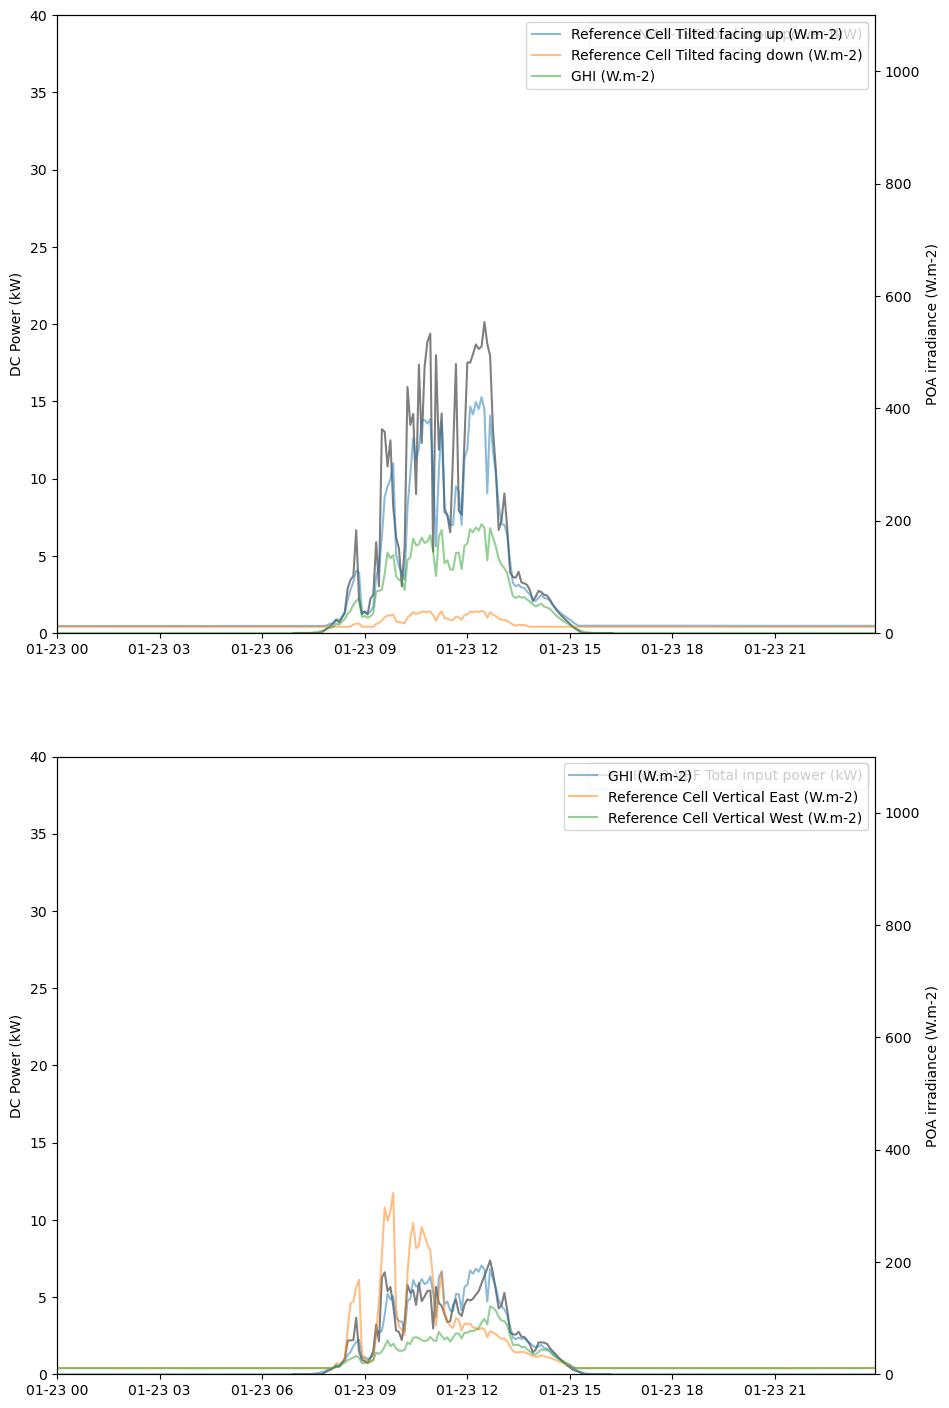 Reference Cell Tilted facing up (W.m-2)
Reference Cell Tilted facing down (W.m-2)
GHI (W.m-2)
40
35
30
25
20
15
10
5
0
DC Power (kW)
1000
800
600
400
200
0
POA irradiance (W.m-2)
01-23 00 01-23 03 01-23 06 01-23 09 01-23 12 01-23 15 01-23 18 01-23 21
GHI (W.m-2) Total input power (kW)
Reference Cell Vertical East (W.m-2)
Reference Cell Vertical West (W.m-2)
40
35
30
25
20
15
10
5
0
DC Power (kW)
1000
800
600
400
200
0
POA irradiance (W.m-2)
01-23 00 01-23 03 01-23 06 01-23 09 01-23 12 01-23 15 01-23 18 01-23 21